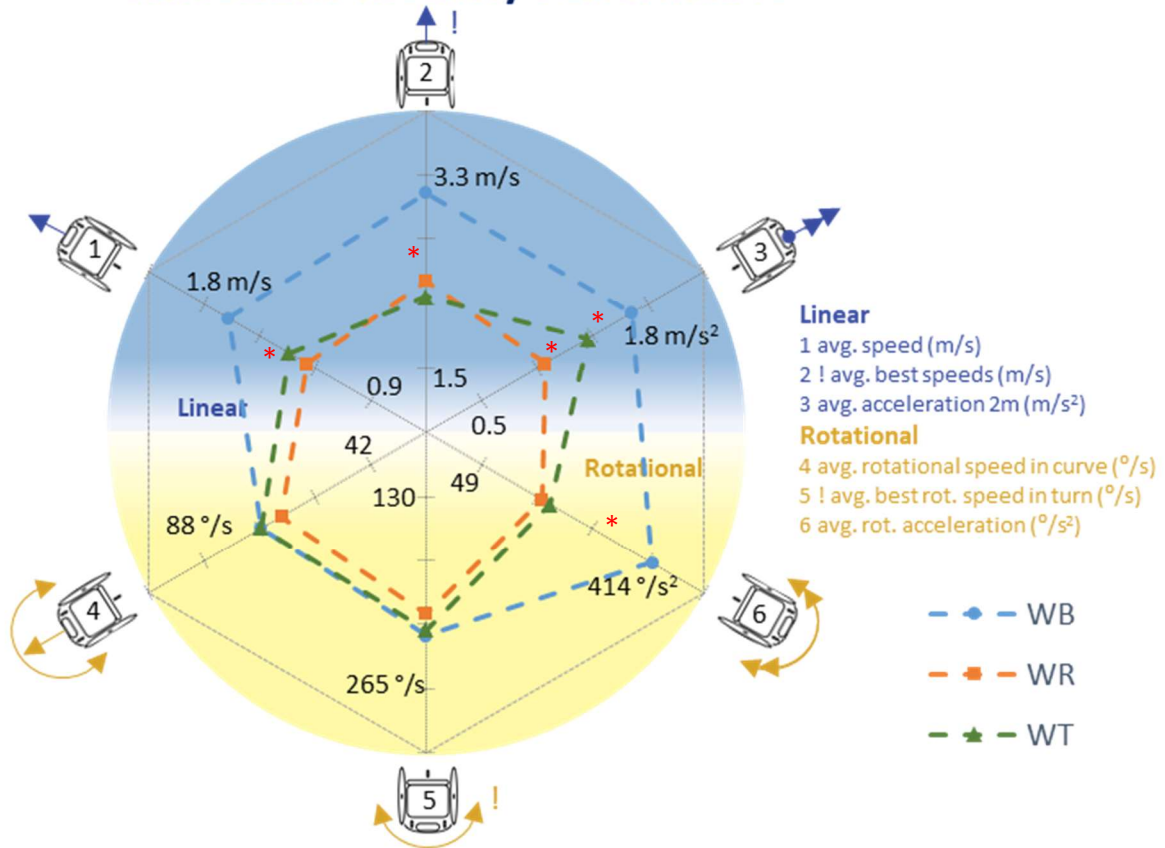 !
2
3.3 m/s
*
1
3
1.8 m/s
*
1.8 m/s²
*
*
Linear
1 avg. speed (m/s)
2 ! avg. best speeds (m/s)
3 avg. acceleration 2m (m/s²)
Rotational
4 avg. rotational speed in curve (°/s)
5 ! avg. best rot. speed in turn (°/s)
6 avg. rot. acceleration (°/s²)
0.9
1.5
0.5
Linear
42
49
Rotational
130
88 °/s
*
414 °/s²
4
6
265 °/s
5
!
WB
WR
WT